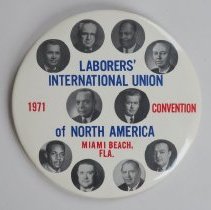 LABORERS'
INTERNATIONAL UNION
1971 CONVENTION
of NORTH AMERICA
MIAMI BEACH,
FLA.